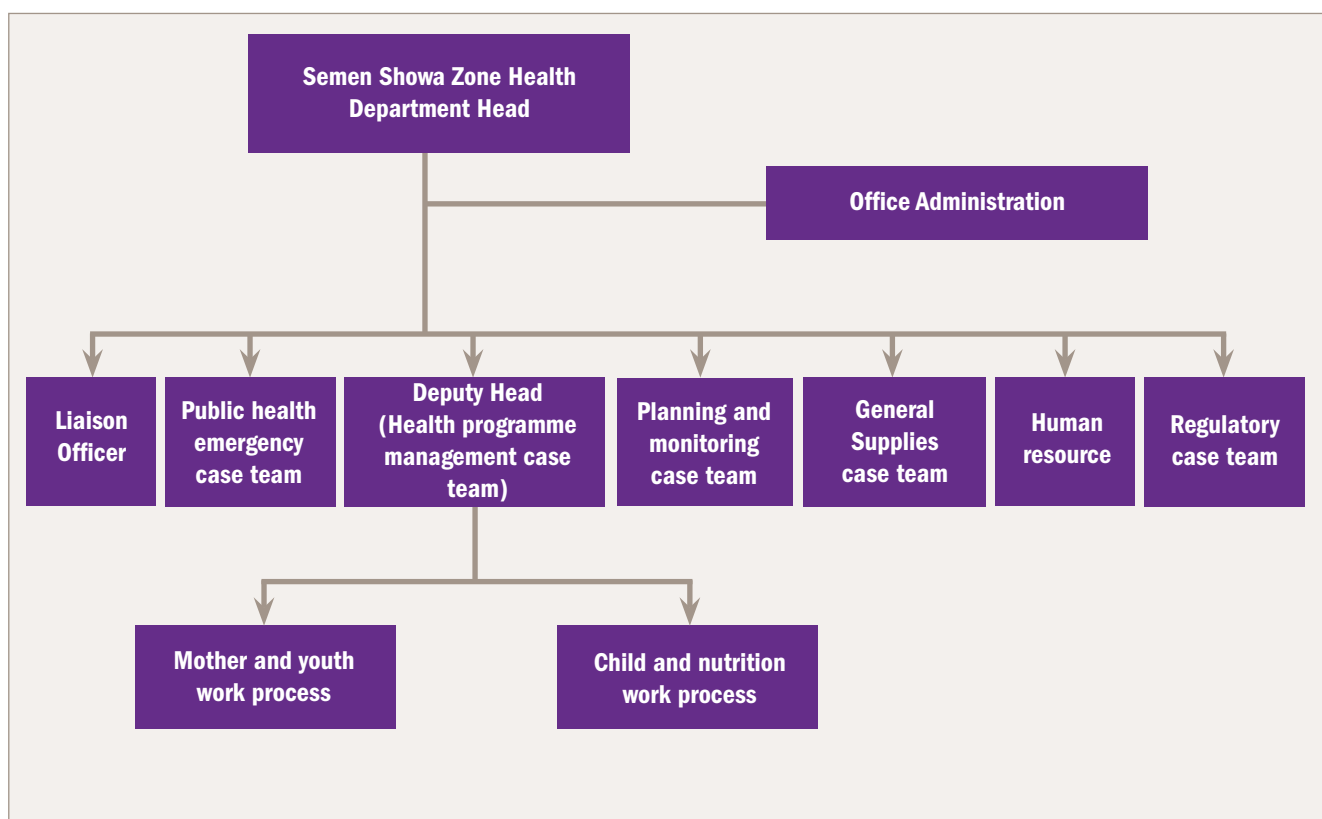 Semen Showa Zone Health
Department Head
Office Administration
Liaison
Officer
Public health
emergency
case team
Deputy Head
(Health programme
management case
team)
Planning and
monitoring
case team
General
Supplies
case team
Human
resource
Regulatory
case team
Mother and youth
work process
Child and nutrition
work process